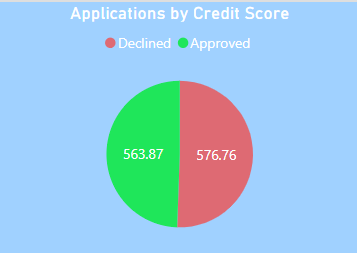 Applications by Credit Score
Declined Approved
563.87 576.76